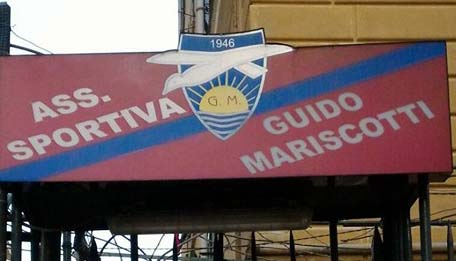 1946
ASS.
SPORTIVA
G. M.
GUIDO
MARISCOTTI